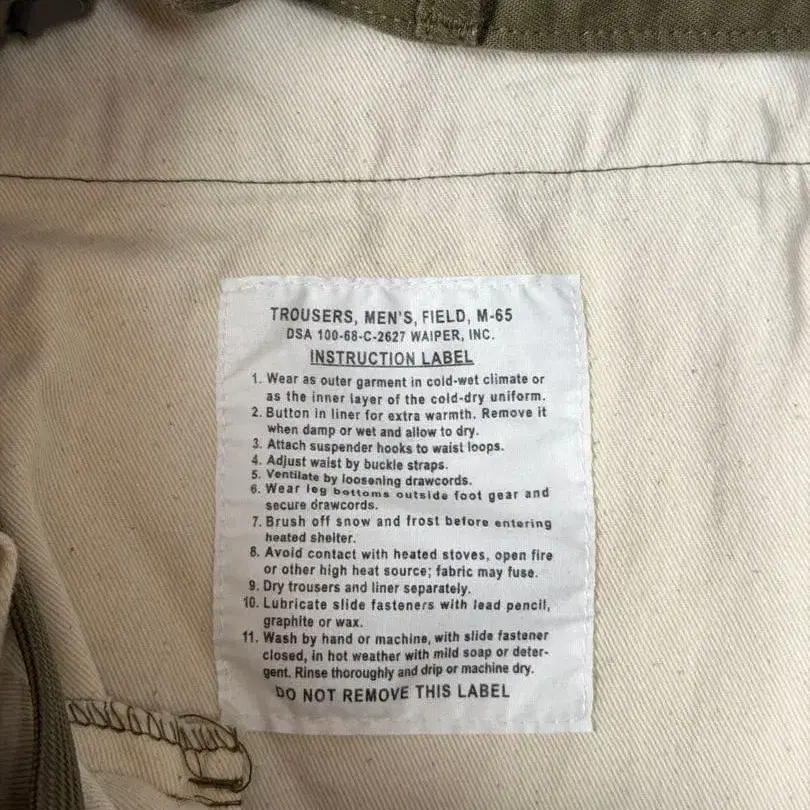 TROUSERS, MEN'S, FIELD, M-65
DSA 100-68-C-2627 WAIPER, INC.
INSTRUCTION LABEL
1. Wear as outer garment in cold-wet climate or
as the inner layer of the cold-dry uniform.
2. Button in liner for extra warmth. Remove it
when damp or wet and allow to dry.
3. Attach suspender hooks to waist loops.
4. Adjust waist by buckle straps.
5. Ventilate by loosening drawcords.
6. Wear leg bottoms outside foot gear and
secure drawcords.
7. Brush off snow and frost before entering
heated shelter.
8. Avoid contact with heated stoves, open fire
or other high heat source; fabric may fuse.
9. Dry trousers and liner separately.
10. Lubricate slide fasteners with lead pencil,
graphite or wax.
11. Wash by hand or machine, with slide fastener
closed, in hot weather with mild soap or deter-
gent. Rinse thoroughly and drip or machine dry.
DO NOT REMOVE THIS LABEL